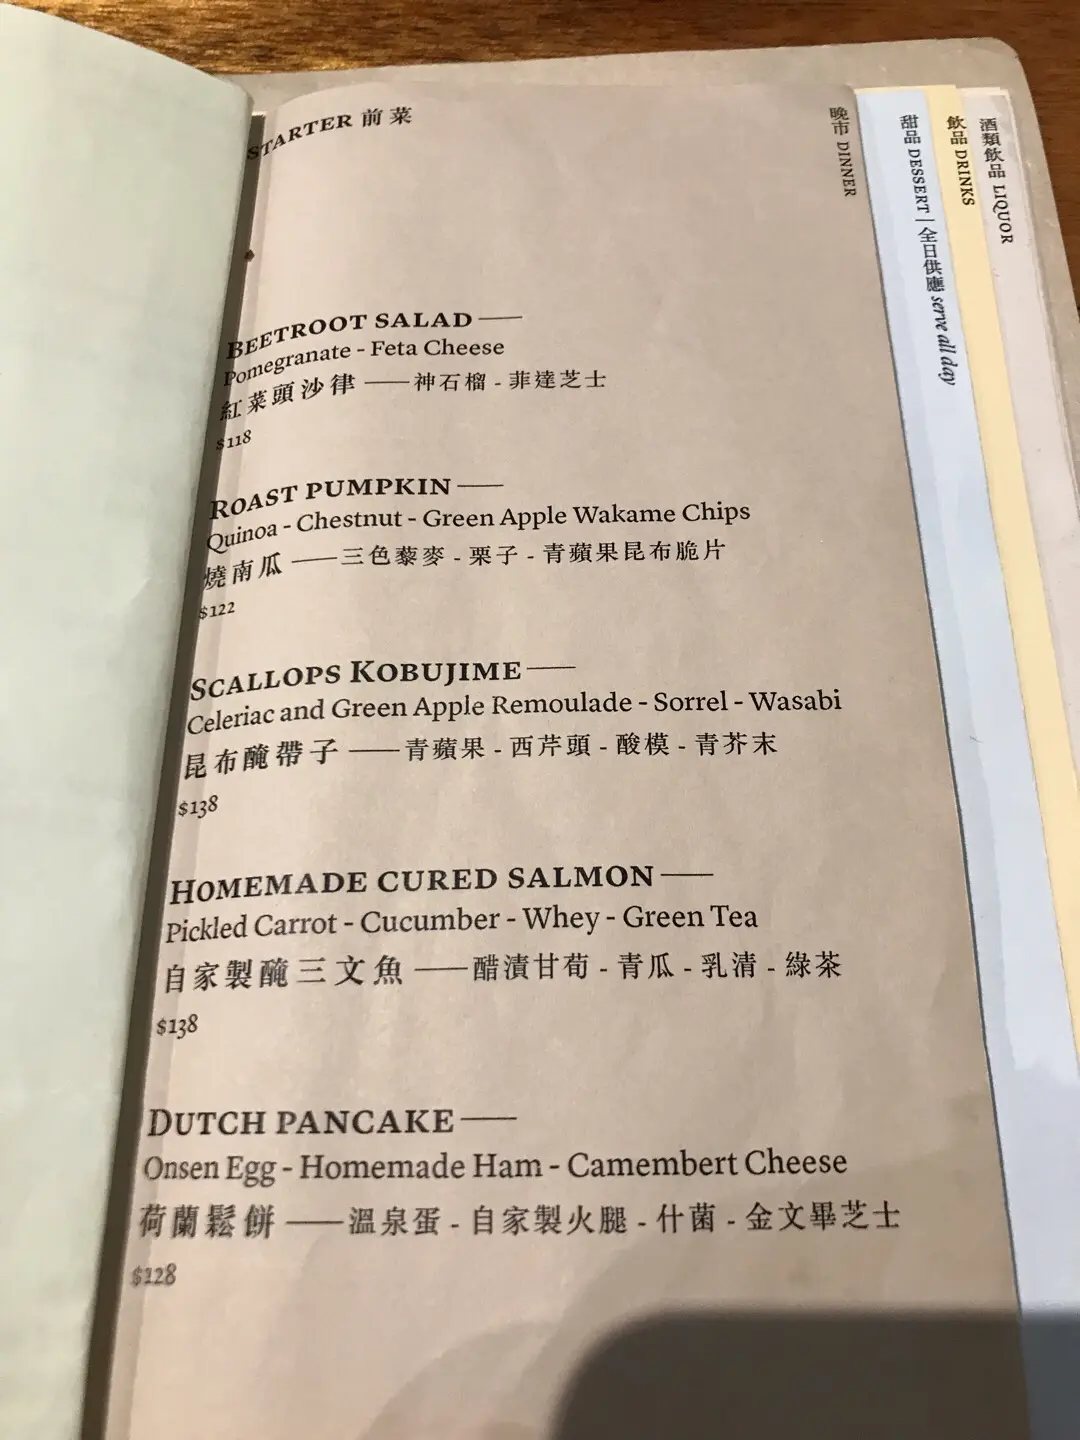 STARTER 前菜
晚市 DINNER
甜品 DESSERT | 全日供應 serve all day
飲品 DRINKS
酒類飲品 LIQUOR
BEETROOT SALAD ——
Pomegranate - Feta Cheese
紅菜頭沙律 —— 神石榴 - 菲達芝士
$118
ROAST PUMPKIN ——
Quinoa - Chestnut - Green Apple Wakame Chips
燒南瓜 —— 三色藜麥 - 栗子 - 青蘋果昆布脆片
$122
SCALLOPS KOBUJIME ——
Celeriac and Green Apple Remoulade - Sorrel - Wasabi
昆布醃帶子 —— 青蘋果 - 西芹頭 - 酸模 - 青芥末
$138
HOMEMADE CURED SALMON ——
Pickled Carrot - Cucumber - Whey - Green Tea
自家製醃三文魚 —— 醋漬甘荀 - 青瓜 - 乳清 - 綠茶
$138
DUTCH PANCAKE ——
Onsen Egg - Homemade Ham - Camembert Cheese
荷蘭鬆餅 —— 溫泉蛋 - 自家製火腿 - 什菌 - 金文畢芝士
$128